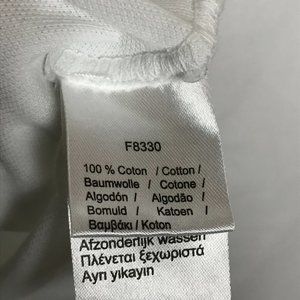 F8330
100 % Coton / Cotton /
Baumwolle / Cotone /
Algodón / Algodão /
Bomuld / Katoen /
Βαμβάκι / Koton
Afzonderlijk wassen
Πλένεται ξεχωριστά
Ayrı yıkayın